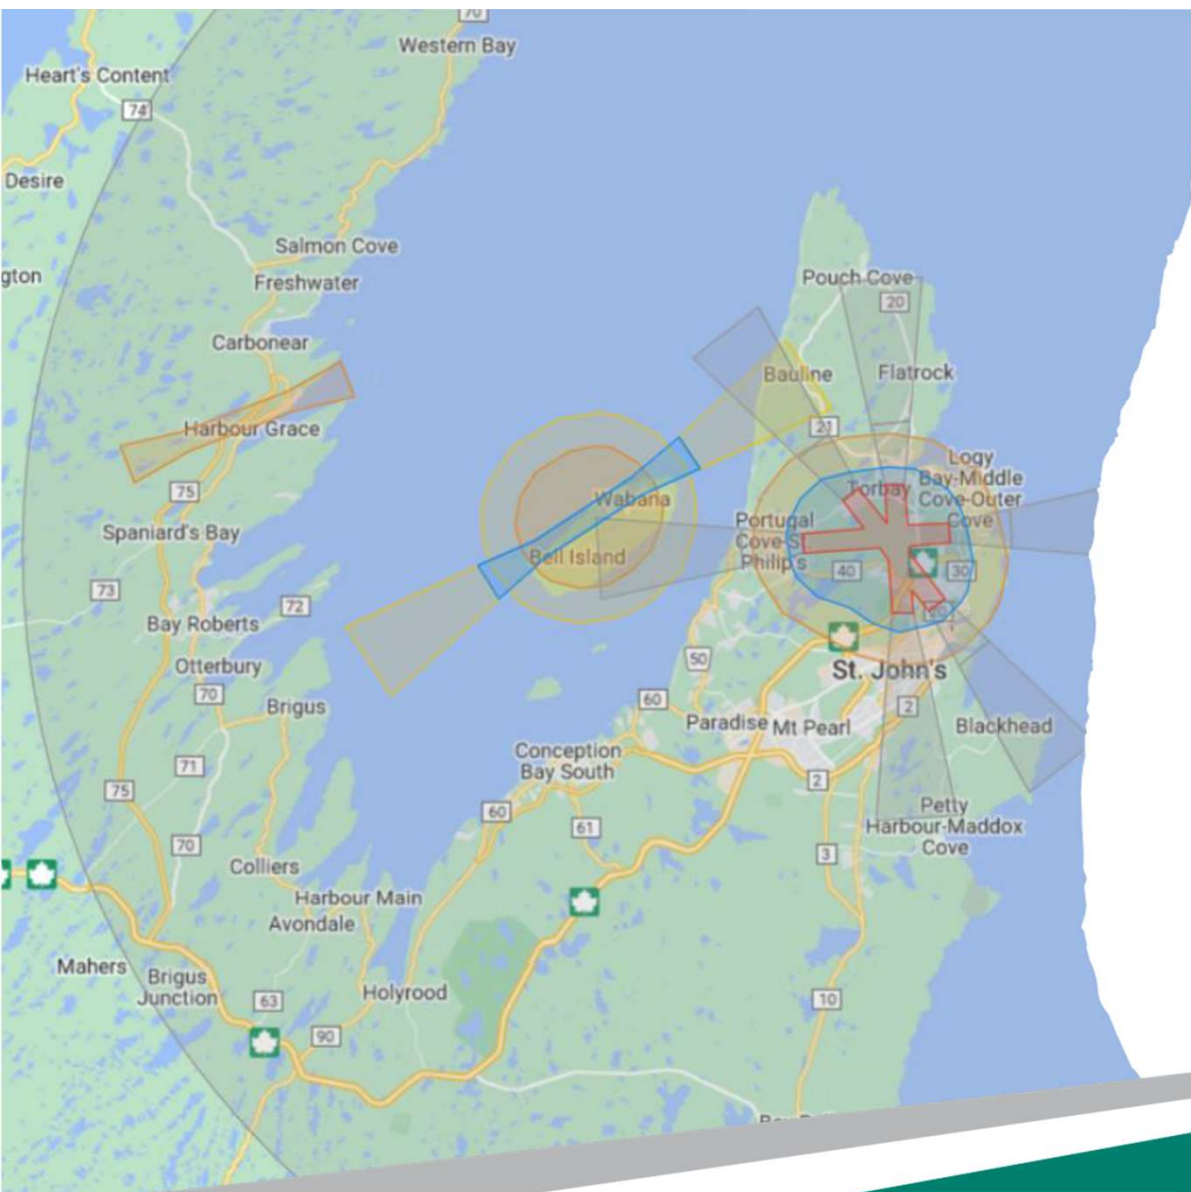 70
Western Bay
Heart's Content
74
Desire
Salmon Cove
gton
Freshwater
Pouch Cove
20
Carbonear
Bauline
Flatrock
Harbour Grace
21
Logy
Bay-Middle
Cove-Outer
Cove
Torbay
75
Wabana
Portugal
Cove-S
Philip's
Spaniard's Bay
Bell Island
40
30
73
72
Bay Roberts
Otterbury
50
St. John's
70
60
Brigus
2
Paradise
Mt Pearl
Blackhead
Conception
Bay South
71
75
2
60
61
Petty
Harbour-Maddox
Cove
70
3
Colliers
Harbour Main
Avondale
Mahers
Brigus
Junction
Holyrood
63
10
90